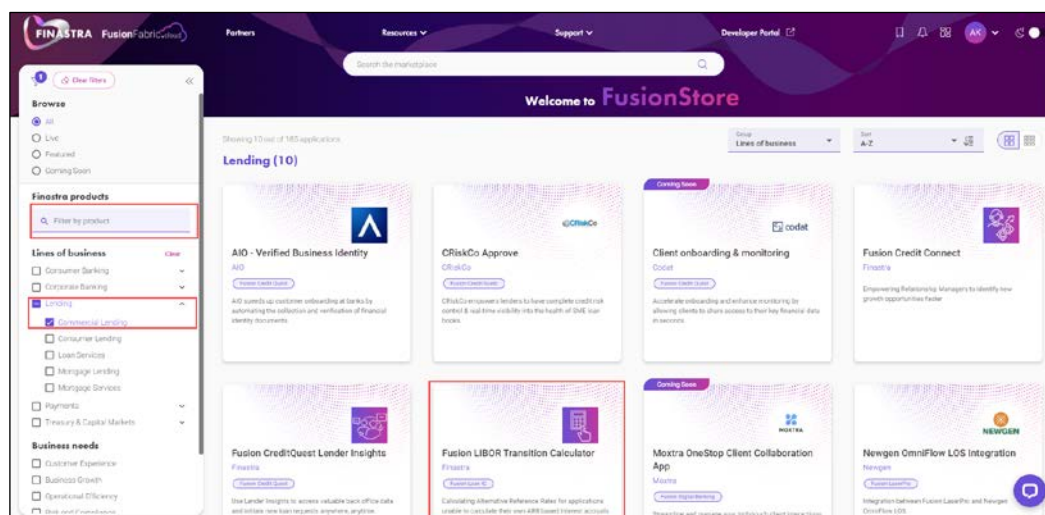 FINASTRA FusionFabric.cloud
Partners
Resources
Support
Developer Portal
AK
Search the marketplace
Welcome to FusionStore
1
Clear filters
Browse
All
Live
Featured
Coming Soon
Finastra products
Filter by product
Lines of business
Clear
Consumer Banking
Corporate Banking
Lending
Commercial Lending
Consumer Lending
Loan Services
Mortgage Lending
Mortgage Services
Payments
Treasury & Capital Markets
Business needs
Customer Experience
Business Growth
Operational Efficiency
Risk and Compliance
Showing 10 out of 165 applications
Group
Lines of business
Sort
A-Z
Lending (10)
AIO - Verified Business Identity
AIO
Fusion Credit Quest
AIO speeds up customer onboarding at banks by
automating the collection and verification of financial
identity documents.
CRiskCo
CRiskCo Approve
CRiskCo
Fusion Credit Quest
CRiskCo empowers lenders to have complete credit risk
control & real-time visibility into the health of SME loan
books
Coming Soon
codat
Client onboarding & monitoring
Codat
Fusion Credit Quest
Accelerate onboarding and enhance monitoring by
allowing clients to share access to their key financial data
in seconds
Fusion Credit Connect
Finastra
Empowering Relationship Managers to identify new
growth opportunities faster
Fusion CreditQuest Lender Insights
Finastra
Fusion Credit Quest
Use Lender Insights to access valuable back office data
and initiate new loan requests anywhere, anytime
Fusion LIBOR Transition Calculator
Finastra
Fusion Loan IQ
Calculating Alternative Reference Rates for applications
unable to calculate their own ARR based interest accruals
Coming Soon
MOXTRA
Moxtra OneStop Client Collaboration
App
Moxtra
Fusion Digital Banking
NEWGEN
Newgen OmniFlow LOS Integration
Newgen
Fusion LaserPro
Integration between Fusion LaserPro and Newgen
OmniFlow LOS